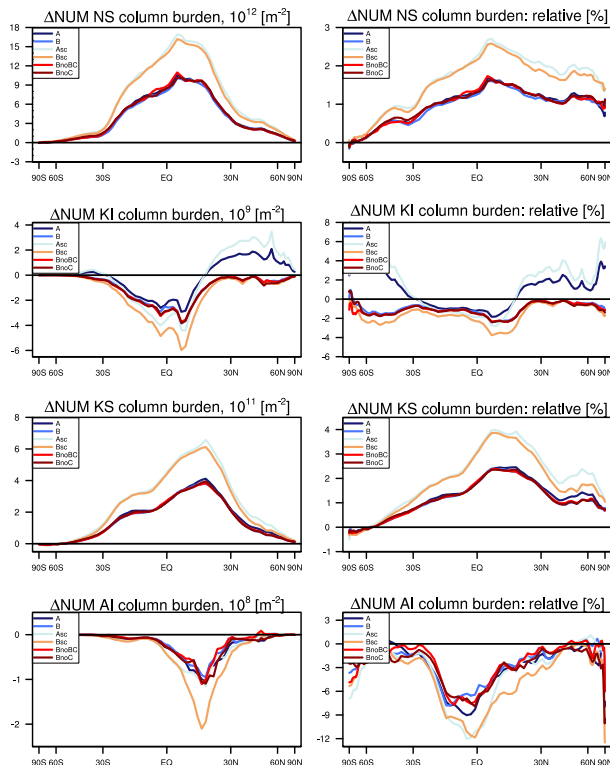 ΔNUM NS column burden, 10¹² [m⁻²]
18
15
12
9
6
3
0
-3
A
B
Asc
Bsc
BnoBC
BnoC
90S 60S 30S EQ 30N 60N 90N
ΔNUM NS column burden: relative [%]
3
2
1
0
-1
A
B
Asc
Bsc
BnoBC
BnoC
90S 60S 30S EQ 30N 60N 90N
ΔNUM KI column burden, 10⁹ [m⁻²]
4
2
0
-2
-4
-6
A
B
Asc
Bsc
BnoBC
BnoC
90S 60S 30S EQ 30N 60N 90N
ΔNUM KI column burden: relative [%]
8
6
4
2
0
-2
-4
-6
A
B
Asc
Bsc
BnoBC
BnoC
90S 60S 30S EQ 30N 60N 90N
ΔNUM KS column burden, 10¹¹ [m⁻²]
8
6
4
2
0
A
B
Asc
Bsc
BnoBC
BnoC
90S 60S 30S EQ 30N 60N 90N
ΔNUM KS column burden: relative [%]
4
3
2
1
0
-1
A
B
Asc
Bsc
BnoBC
BnoC
90S 60S 30S EQ 30N 60N 90N
ΔNUM AI column burden, 10⁸ [m⁻²]
0
-1
-2
A
B
Asc
Bsc
BnoBC
BnoC
90S 60S 30S EQ 30N 60N 90N
ΔNUM AI column burden: relative [%]
3
0
-3
-6
-9
-12
A
B
Asc
Bsc
BnoBC
BnoC
90S 60S 30S EQ 30N 60N 90N